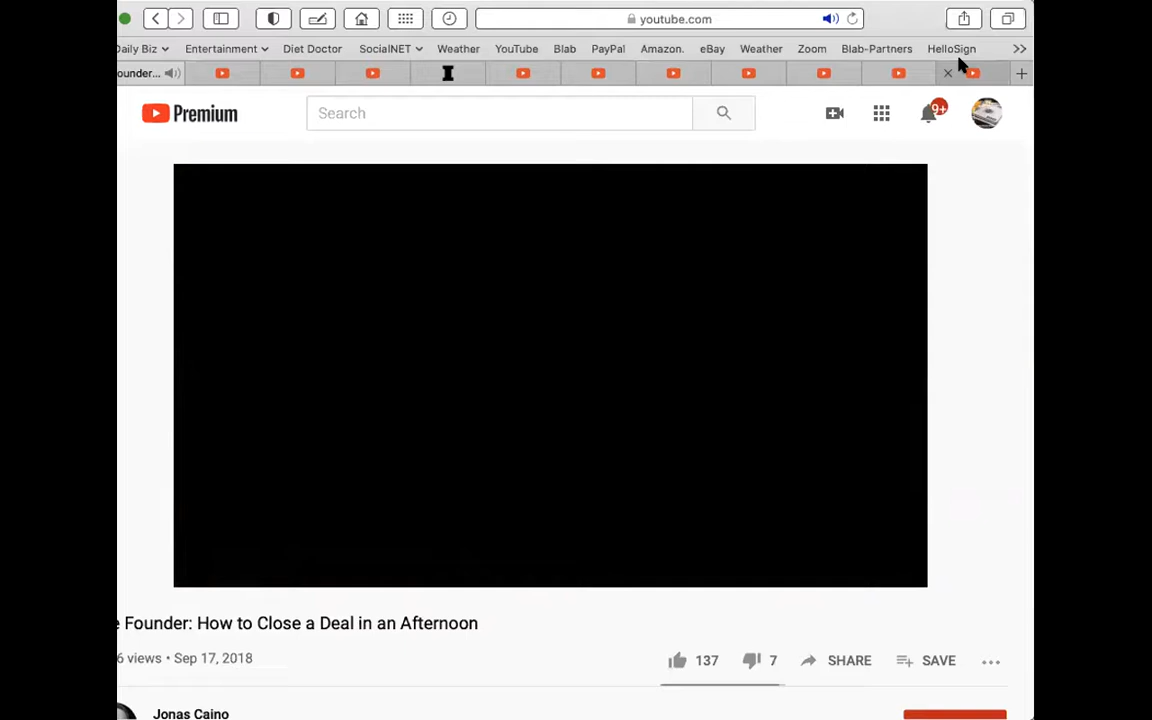 youtube.com
Daily Biz Entertainment Diet Doctor SocialNET Weather YouTube Blab PayPal Amazon. eBay Weather Zoom Blab-Partners HelloSign >>
ounder...
Premium Search 9+
e Founder: How to Close a Deal in an Afternoon
6 views • Sep 17, 2018 137 7 SHARE SAVE ...
Jonas Caino